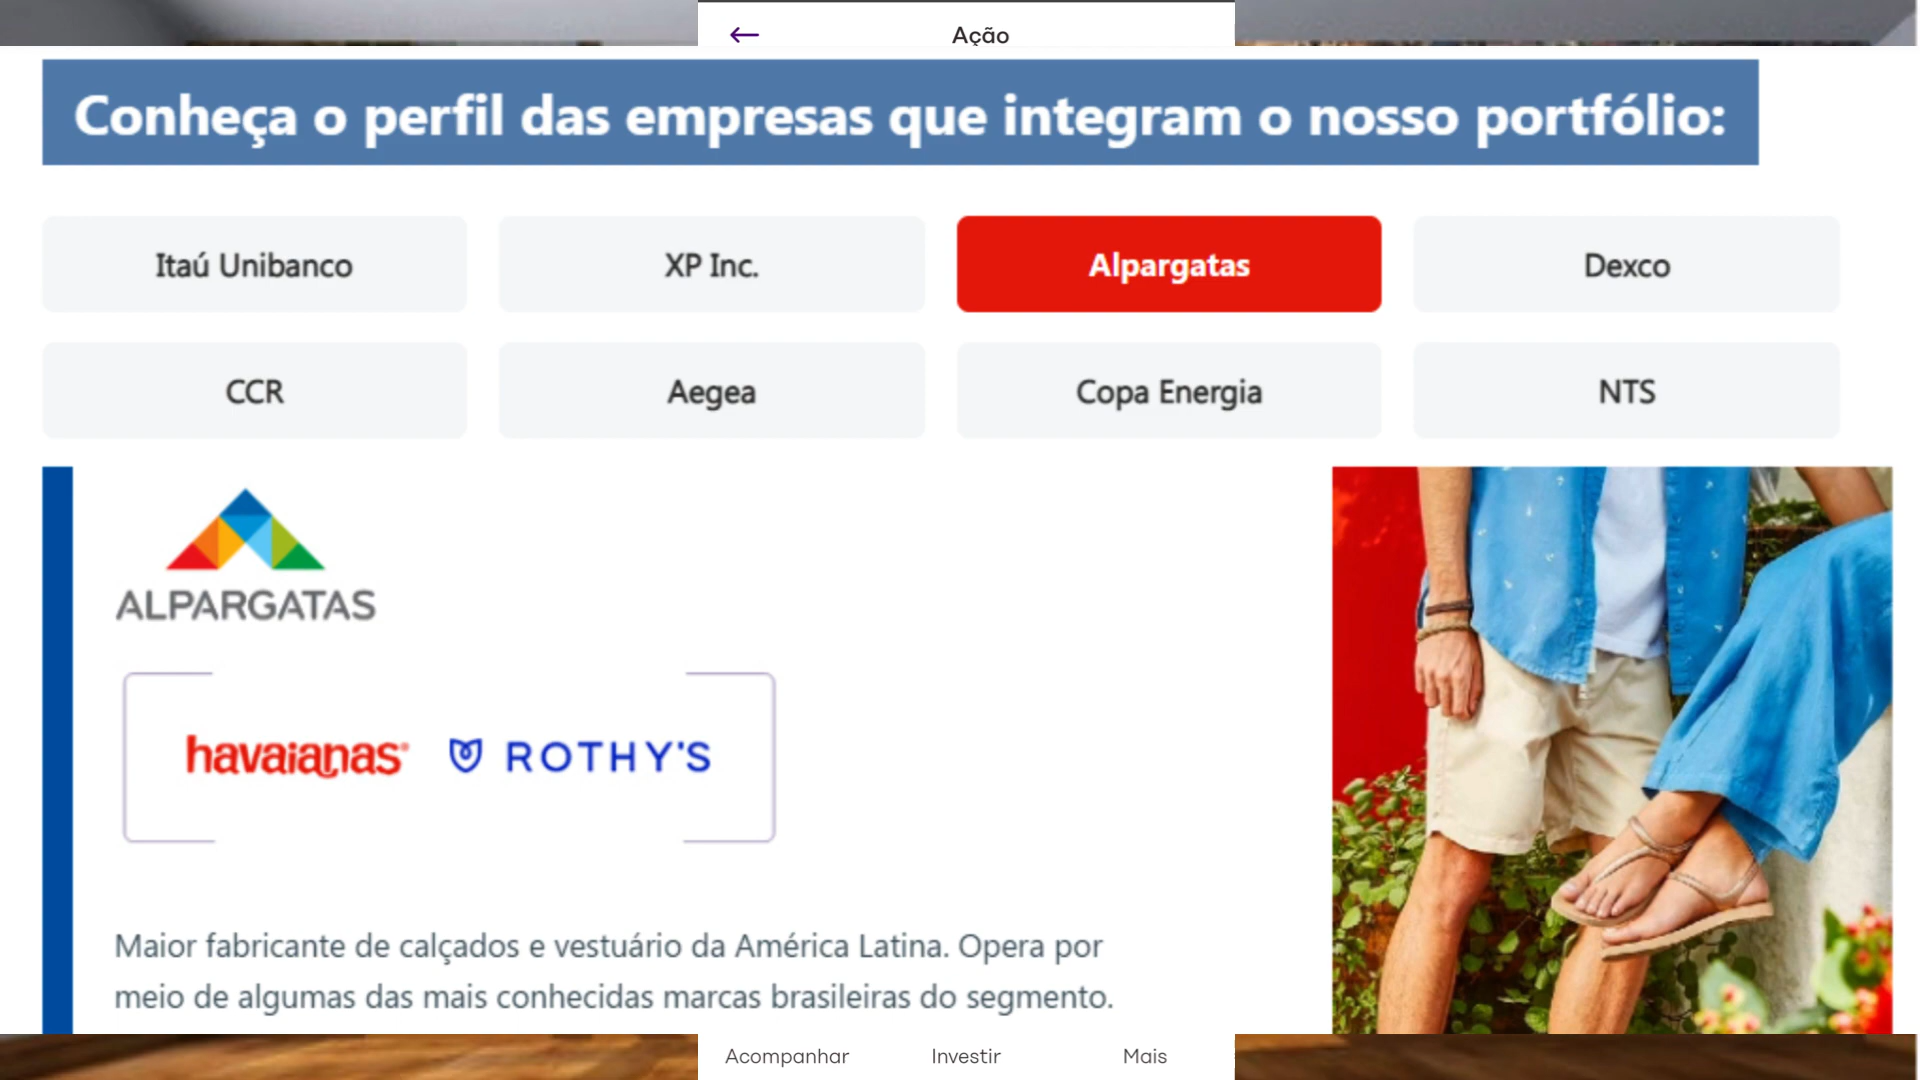 Ação
Conheça o perfil das empresas que integram o nosso portfólio:
Itaú Unibanco
XP Inc.
Alpargatas
Dexco
CCR
Aegea
Copa Energia
NTS
ALPARGATAS
havaianas®
ROTHY'S
Maior fabricante de calçados e vestuário da América Latina. Opera por
meio de algumas das mais conhecidas marcas brasileiras do segmento.
Acompanhar
Investir
Mais